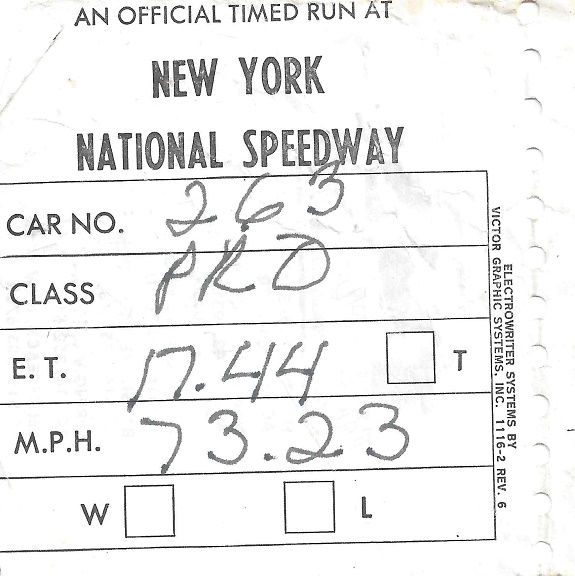 AN OFFICIAL TIMED RUN AT
NEW YORK
NATIONAL SPEEDWAY
CAR NO. 263
CLASS PRO
E. T. 17.44 T
M.P.H. 73.23
W L
ELECTROWRITER SYSTEMS BY
VICTOR GRAPHIC SYSTEMS, INC. 1116-2 REV. 6